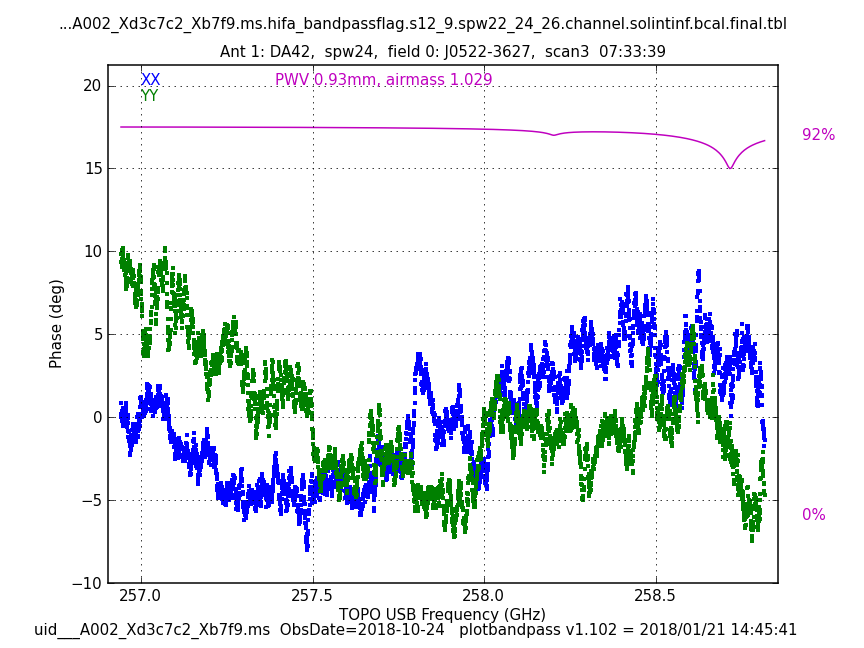 ...A002_Xd3c7c2_Xb7f9.ms.hifa_bandpassflag.s12_9.spw22_24_26.channel.solintinf.bcal.final.tbl
Ant 1: DA42,  spw24,  field 0: J0522-3627,  scan3  07:33:39
XX
PWV 0.93mm, airmass 1.029
YY
20
15
10
5
0
−5
−10
92%
0%
Phase (deg)
257.0 257.5 258.0 258.5
TOPO USB Frequency (GHz)
uid___A002_Xd3c7c2_Xb7f9.ms  ObsDate=2018-10-24   plotbandpass v1.102 = 2018/01/21 14:45:41